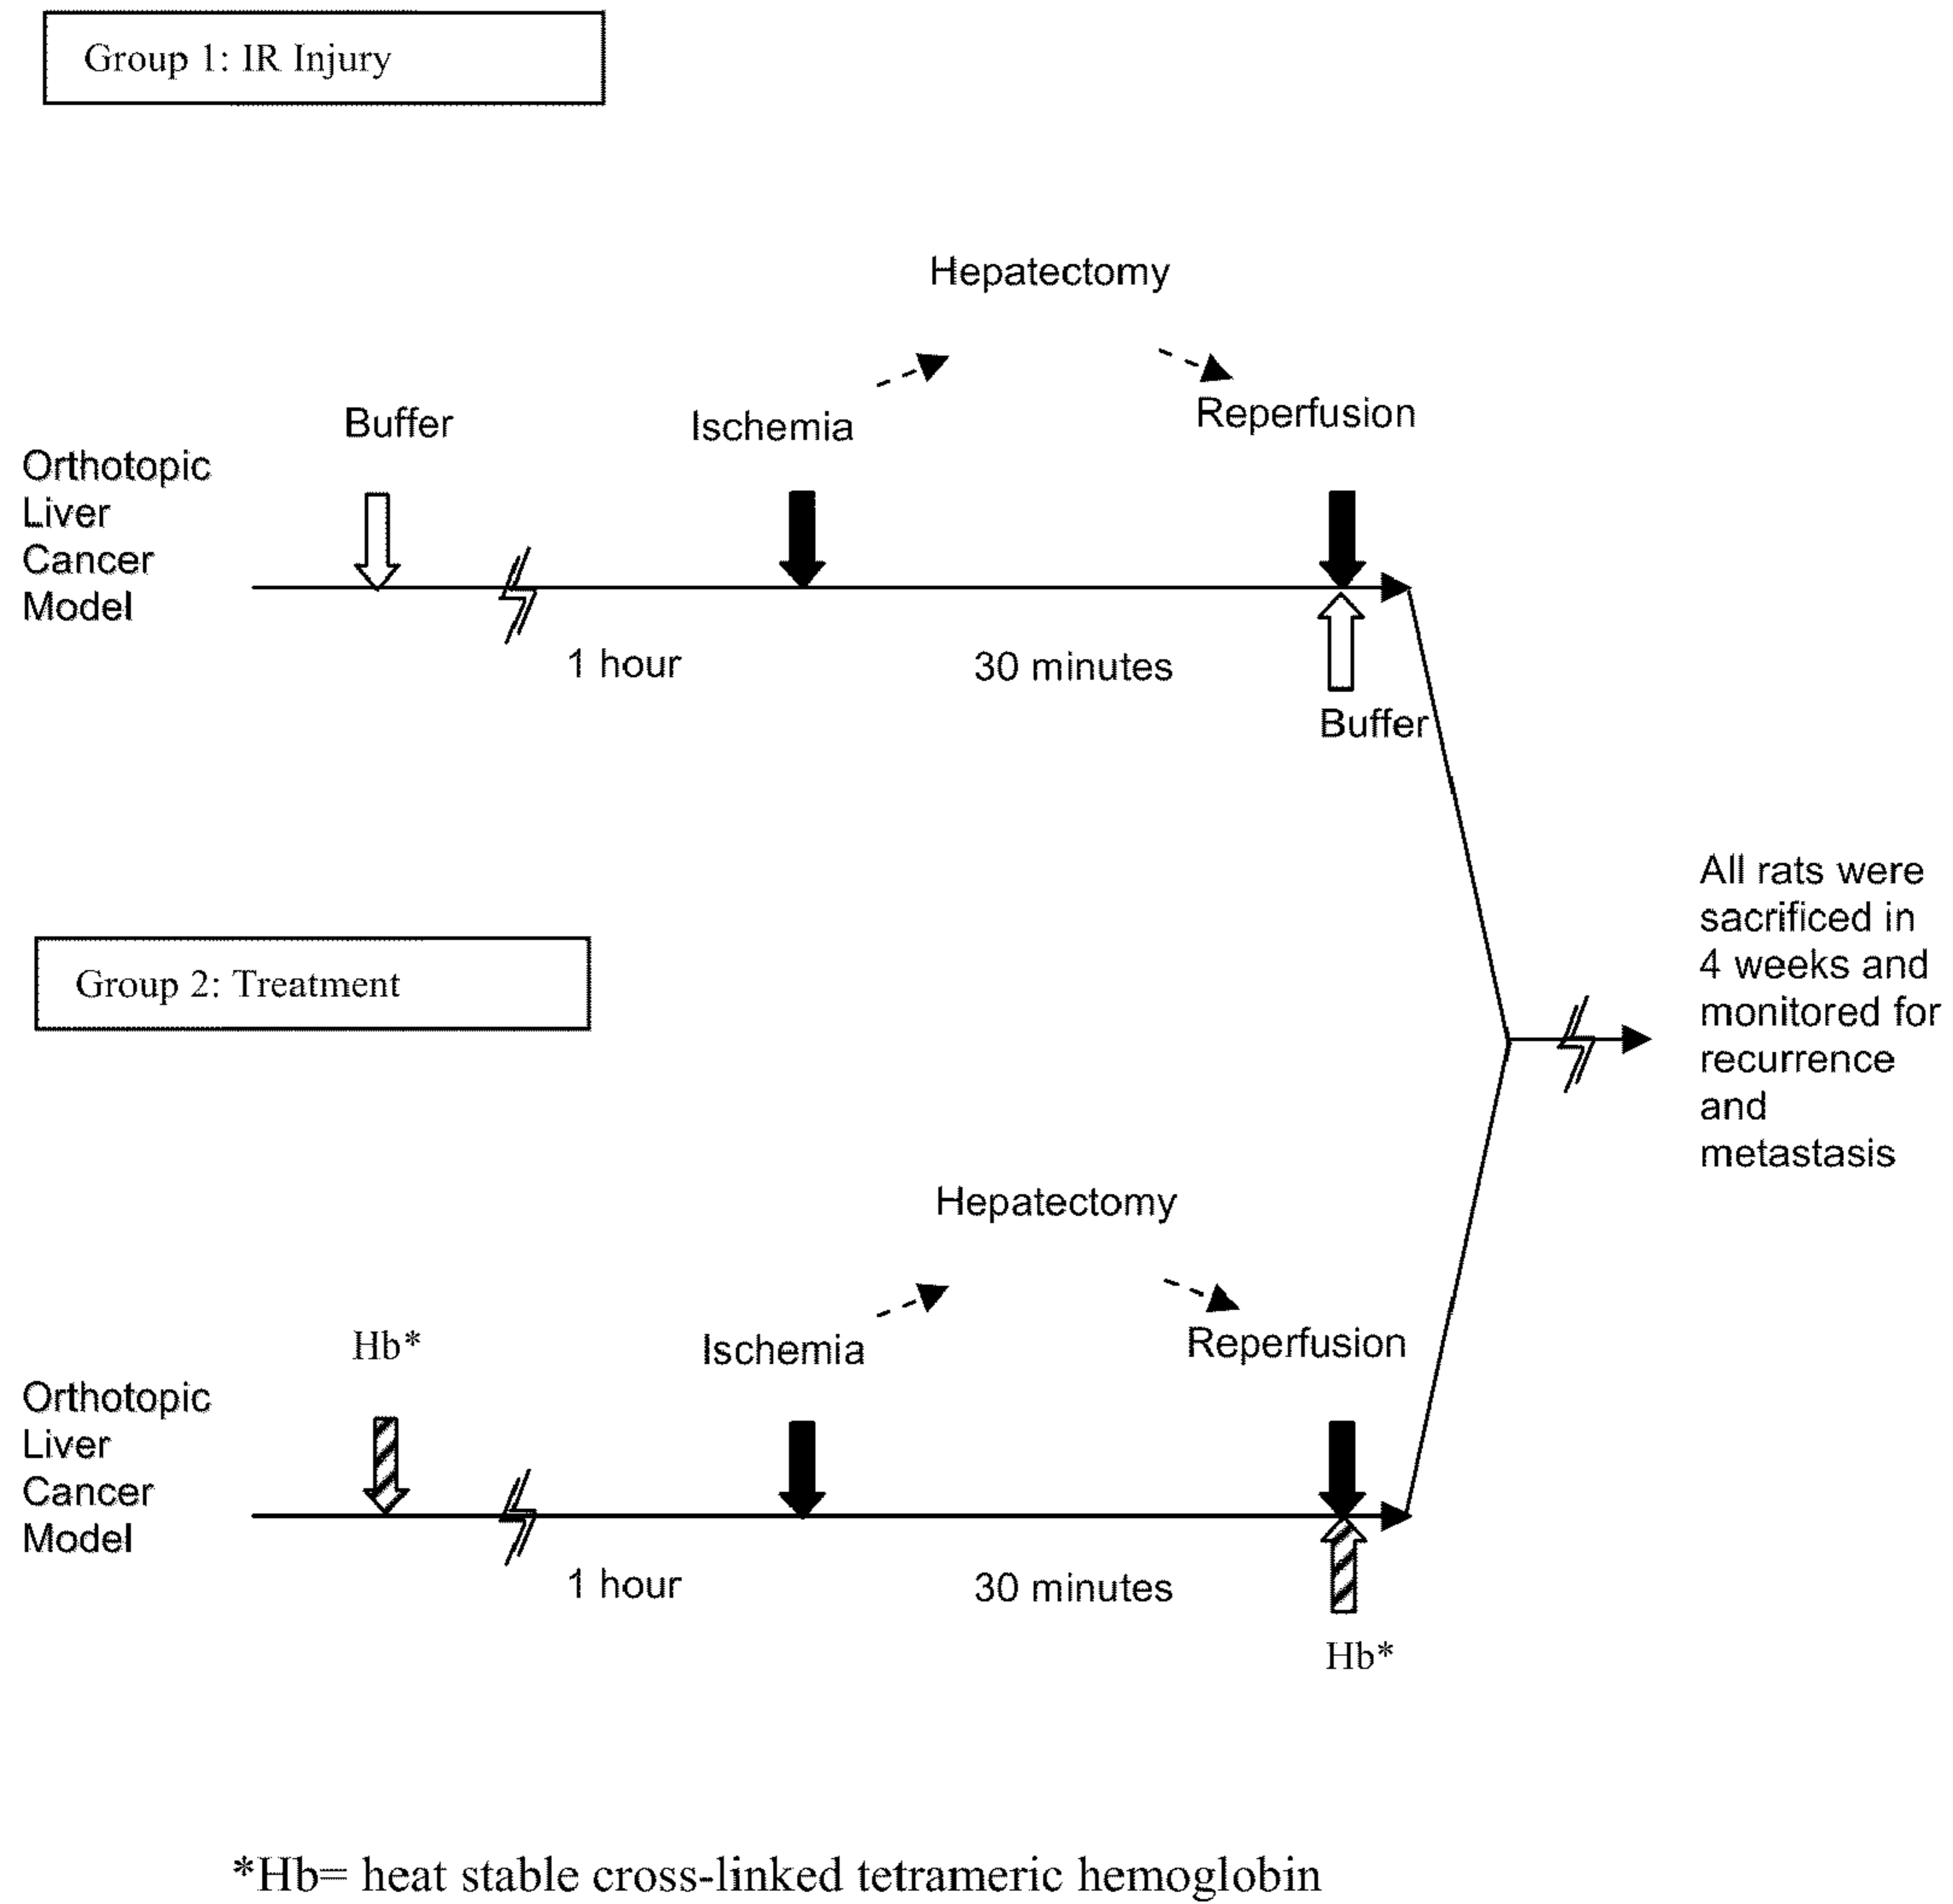 Group 1: IR Injury
Hepatectomy
Buffer
Ischemia
Reperfusion
Orthotopic
Liver
Cancer
Model
1 hour
30 minutes
Buffer
All rats were
sacrificed in
4 weeks and
monitored for
recurrence
and
metastasis
Group 2: Treatment
Hepatectomy
Hb*
Ischemia
Reperfusion
Orthotopic
Liver
Cancer
Model
1 hour
30 minutes
Hb*
*Hb= heat stable cross-linked tetrameric hemoglobin